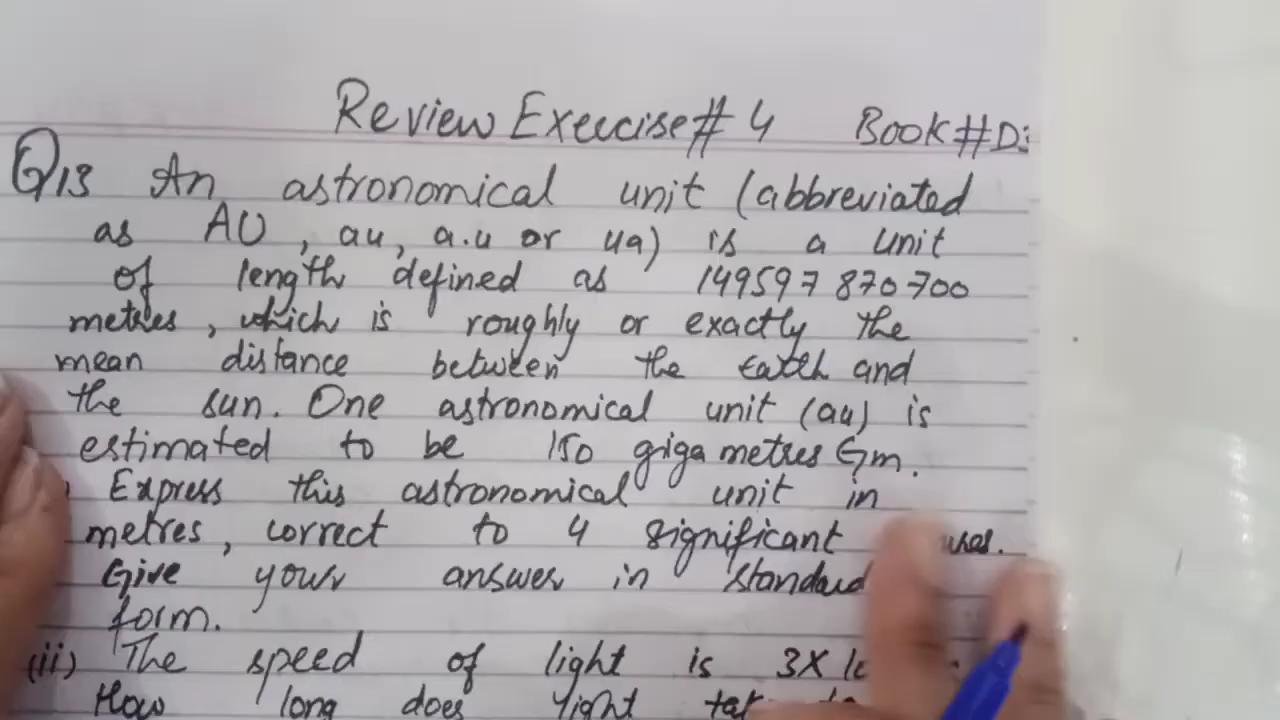 Review Exercise# 4 Book#D3
Q13 An astronomical unit (abbreviated
as AU, au, a.u or ua) is a unit
of length defined as 149597870700
metres, which is roughly or exactly the
mean distance between the earth and
the sun. One astronomical unit (au) is
estimated to be 150 giga metres Gm.
Express this astronomical unit in
metres, correct to 4 significant
Give your answer in standard
form.
(ii) The speed of light is 3X
How long does light